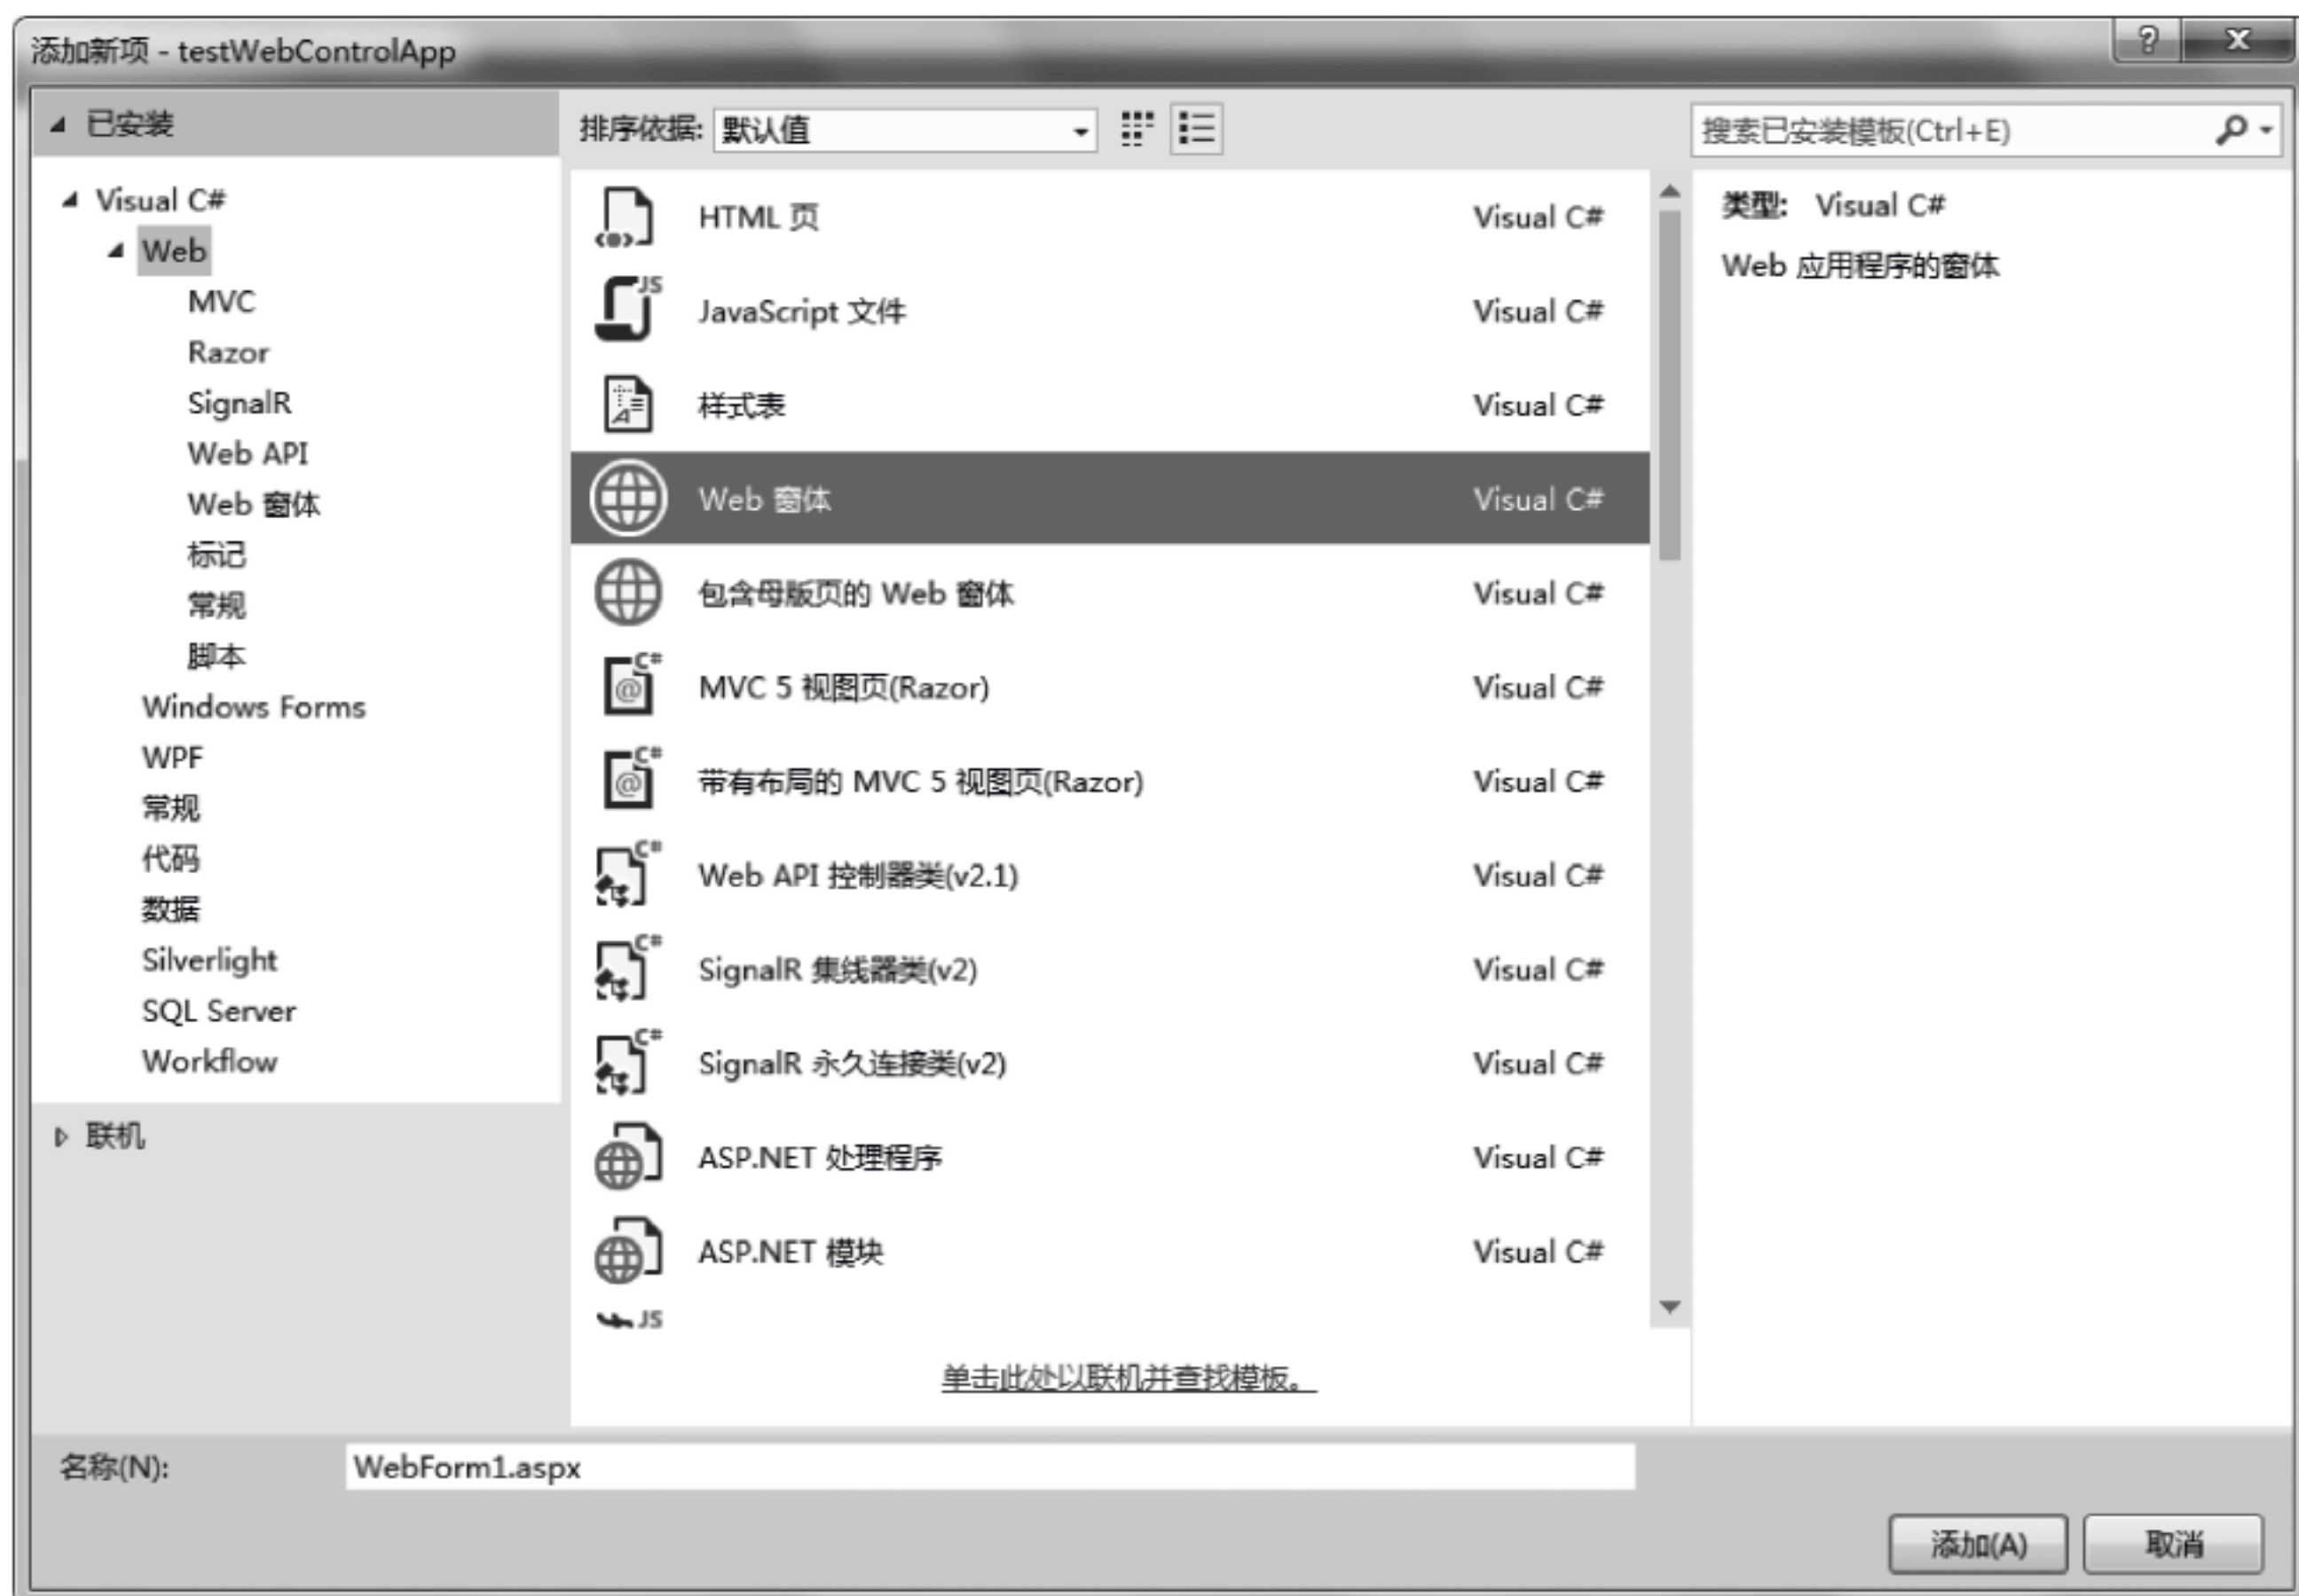 添加新项 - testWebControlApp
已安装
排序依据: 默认值
搜索已安装模板(Ctrl+E)
Visual C#
Web
MVC
Razor
SignalR
Web API
Web 窗体
标记
常规
脚本
Windows Forms
WPF
常规
代码
数据
Silverlight
SQL Server
Workflow
联机
HTML 页 Visual C#
JavaScript 文件 Visual C#
样式表 Visual C#
Web 窗体 Visual C#
包含母版页的 Web 窗体 Visual C#
MVC 5 视图页(Razor) Visual C#
带有布局的 MVC 5 视图页(Razor) Visual C#
Web API 控制器类(v2.1) Visual C#
SignalR 集线器类(v2) Visual C#
SignalR 永久连接类(v2) Visual C#
ASP.NET 处理程序 Visual C#
ASP.NET 模块 Visual C#
单击此处以联机并查找模板。
类型: Visual C#
Web 应用程序的窗体
名称(N): WebForm1.aspx
添加(A) 取消